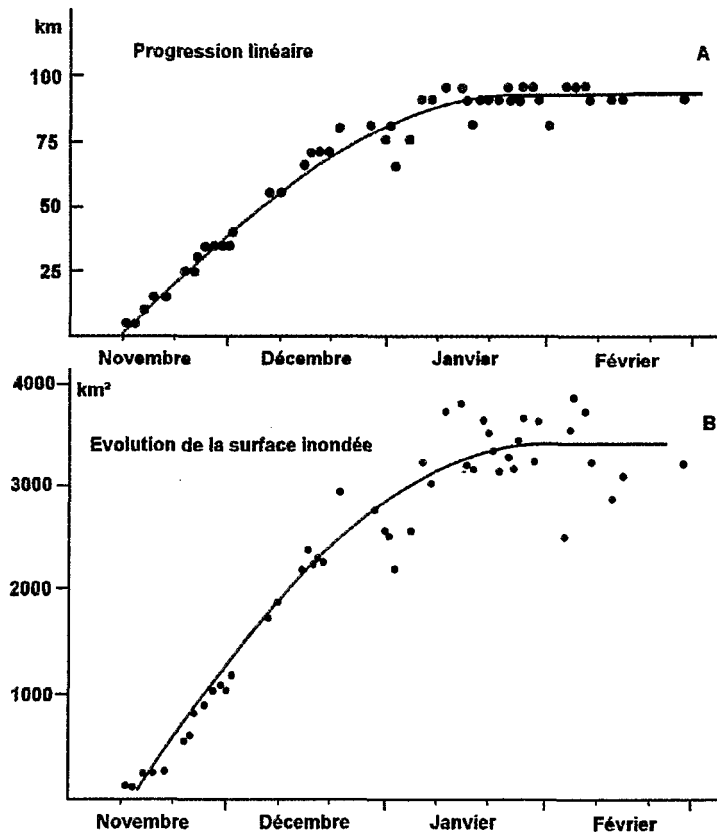 km
Progression linéaire
A
100
75
50
25
Novembre Décembre Janvier Février
4000
km²
B
Evolution de la surface inondée
3000
2000
1000
Novembre Décembre Janvier Février